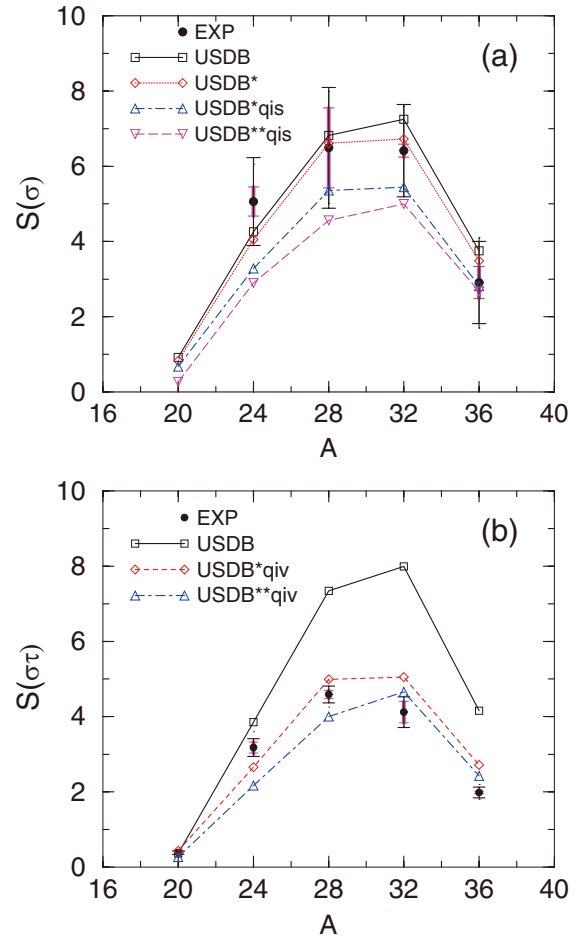 (a)
EXP
USDB
USDB*
USDB*qis
USDB**qis
10
8
6
4
2
0
S(σ)
16 20 24 28 32 36 40
A
(b)
EXP
USDB
USDB*qiv
USDB**qiv
10
8
6
4
2
0
S(στ)
16 20 24 28 32 36 40
A